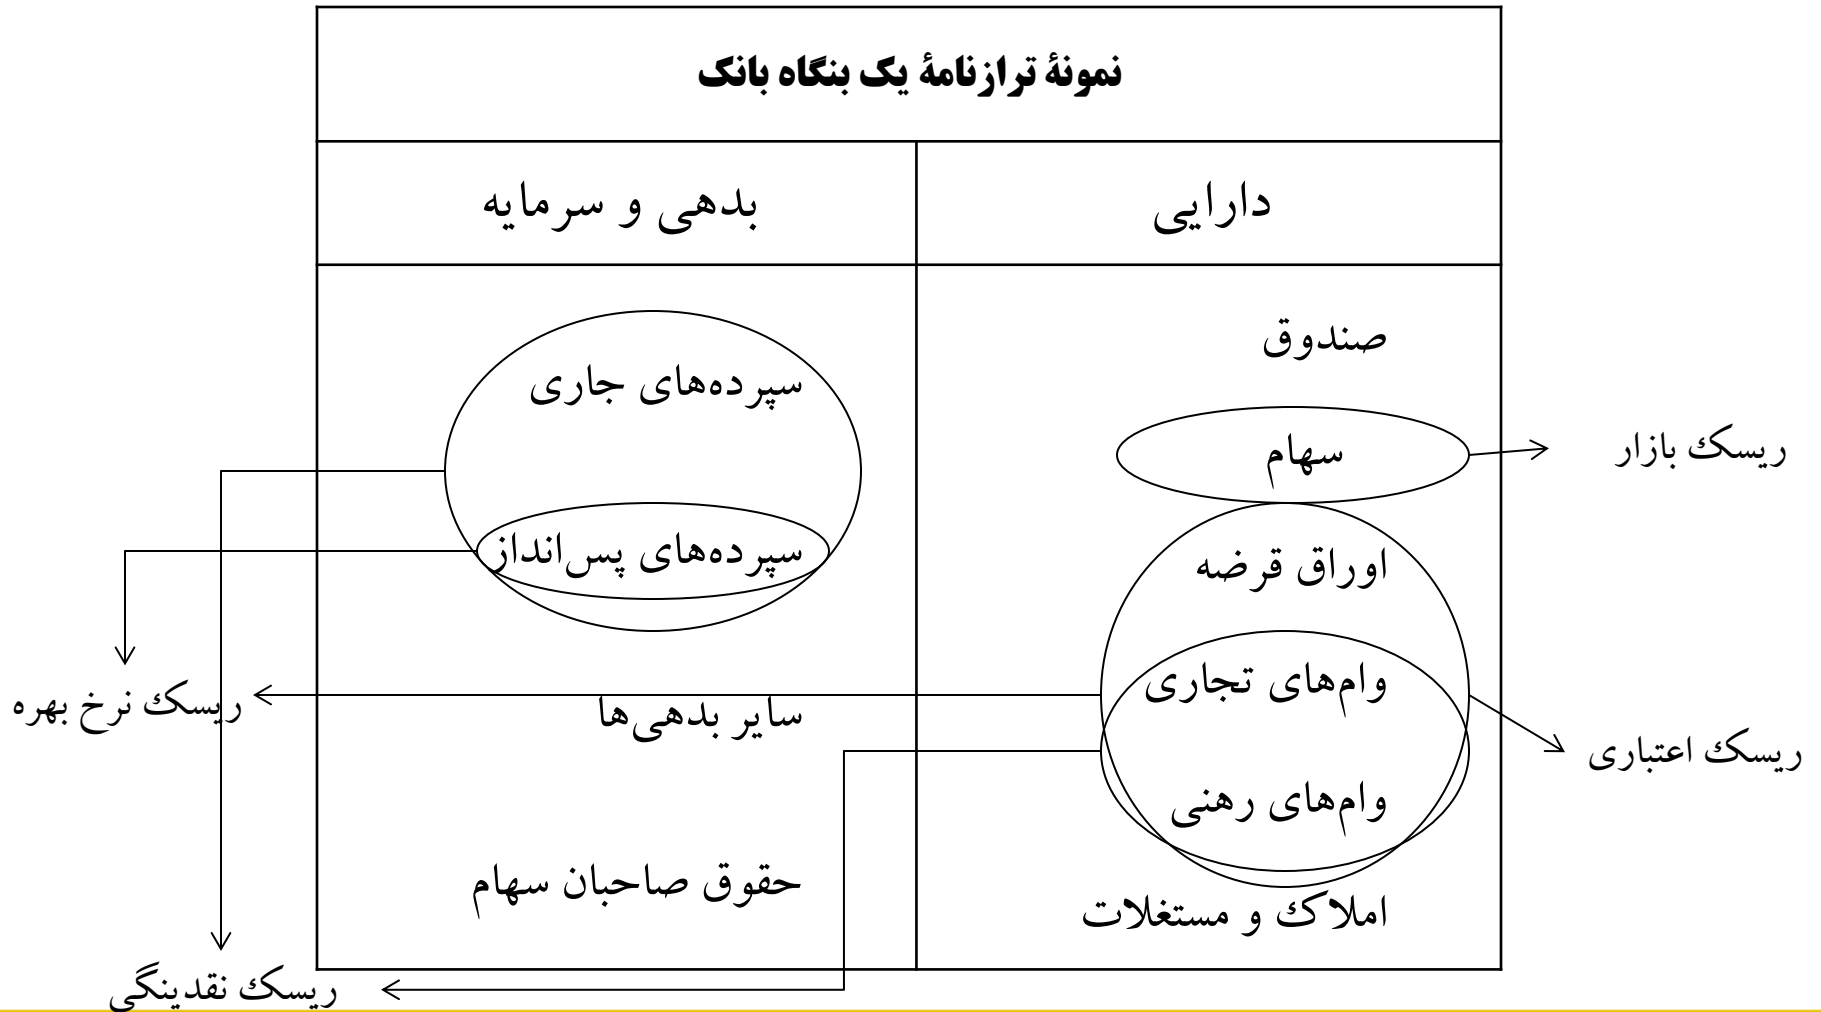 نمونهٔ ترازنامهٔ یک بنگاه بانک
دارایی
بدهی و سرمایه
صندوق
سهام
اوراق قرضه
وام‌های تجاری
وام‌های رهنی
املاک و مستغلات
سپرده‌های جاری
سپرده‌های پس‌انداز
سایر بدهی‌ها
حقوق صاحبان سهام
ریسک بازار
ریسک اعتباری
ریسک نرخ بهره
ریسک نقدینگی